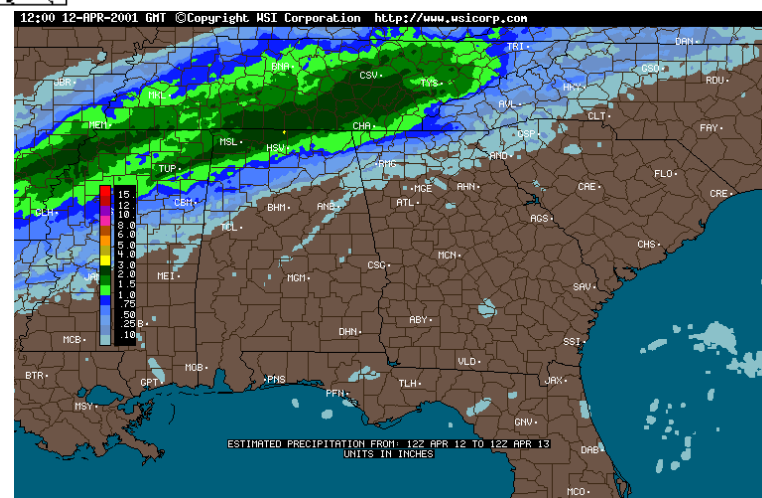 12:00 12-APR-2001 GMT ©Copyright WSI Corporation http://www.wsicorp.com
TRI• DAN•
BNA• CSV• TYS• GSO• RDU•
JBR• MKL HKY•
MEM• AVL• CLT• FAY•
CHA• GSP•
MSL• HSV• AND•
TUP• RMG FLO•
•MGE AHN• CAE• CRE•
CBM• BHM• ANB• ATL•
GLH• AGS•
TCL• CHS•
MCN•
CSG•
MEI• MGM• SAV•
ABY•
DHN• SSI•
MCB•
VLD•
MOB•
BTR• GPT •PNS TLH• JAX•
PFN•
MSY• GNV•
DAB
MCO•
15
12
10
8.0
6.0
5.0
4.0
3.0
2.0
1.5
1.0
.75
.50
.25
.10
ESTIMATED PRECIPITATION FROM: 12Z APR 12 TO 12Z APR 13
UNITS IN INCHES